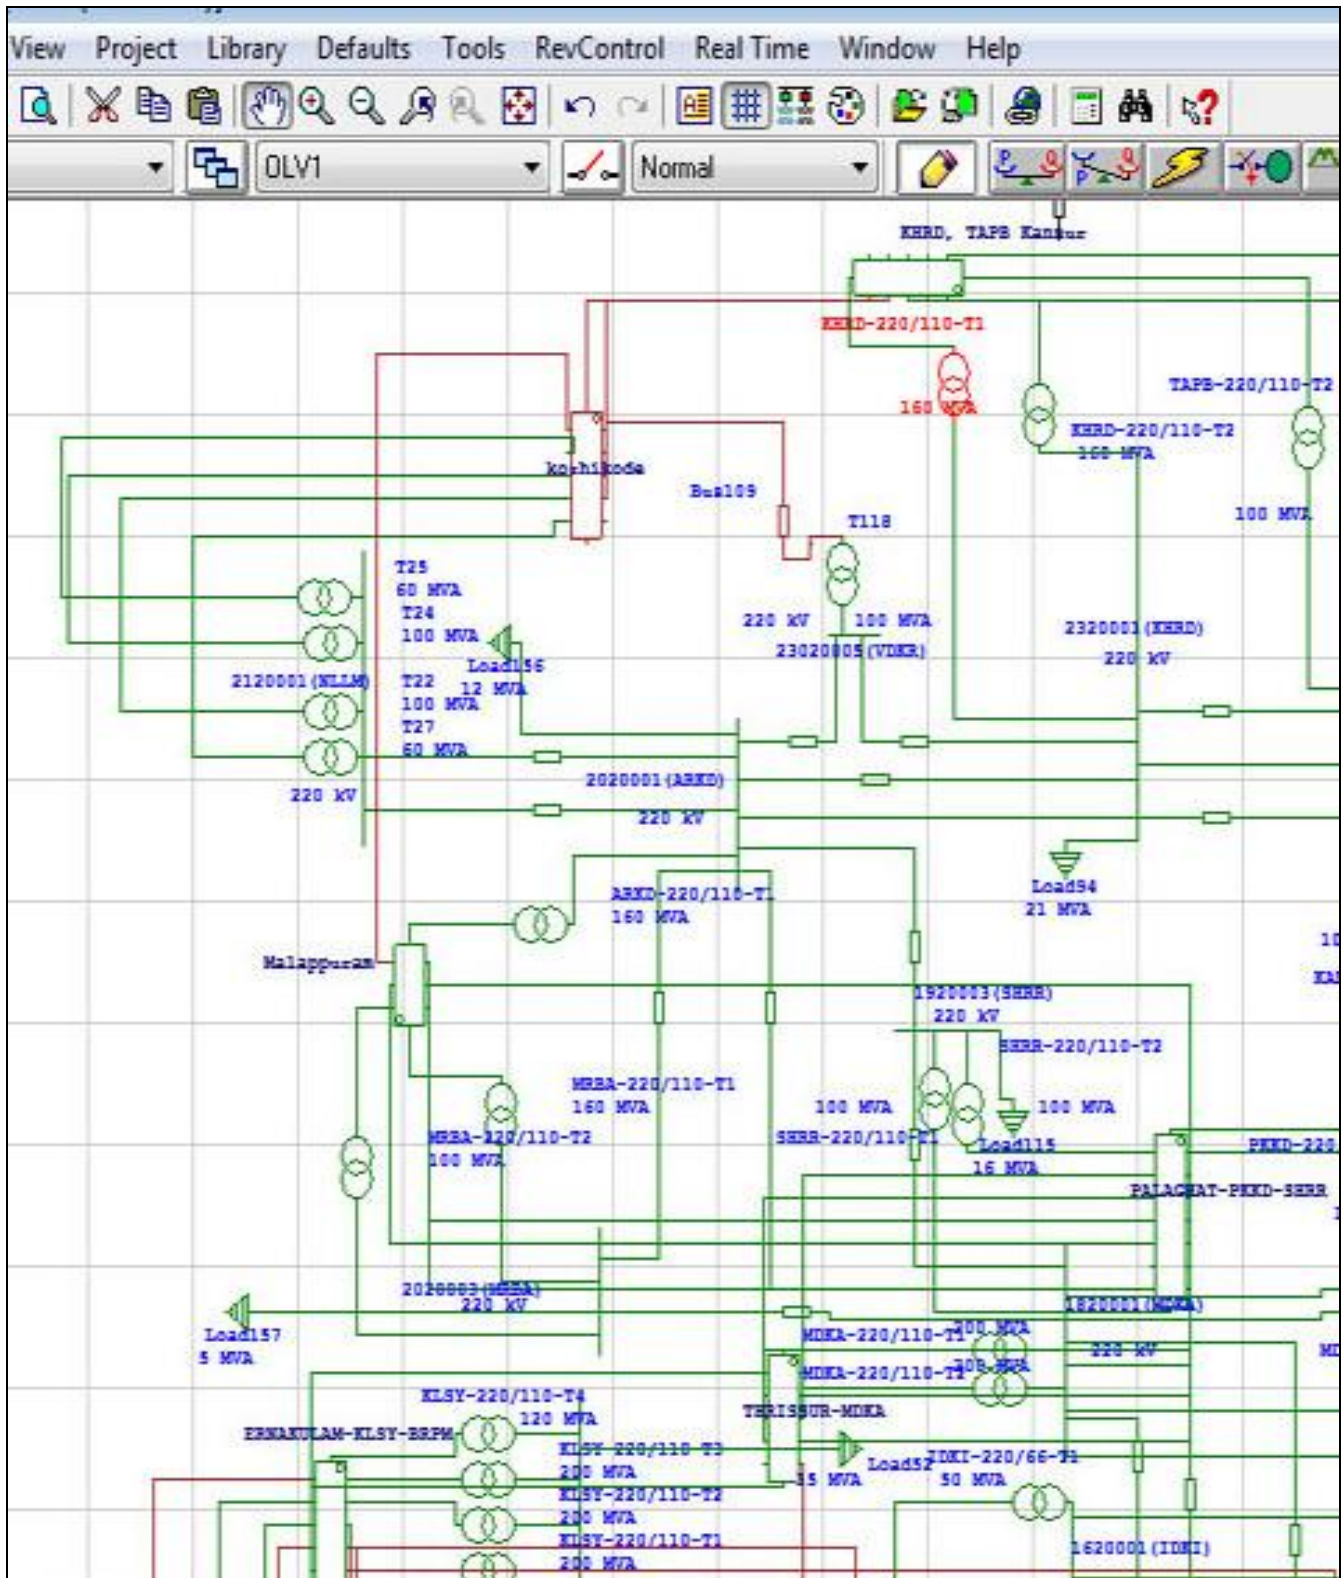 View Project Library Defaults Tools RevControl Real Time Window Help
OLV1 Normal
KHRD, TAPB Kannur
KHRD-220/110-T1
160 MVA
TAPB-220/110-T2
KHRD-220/110-T2
160 MVA
100 MVA
kozhikode
Bus109
T118
T25
60 MVA
T24
100 MVA
Load156
12 MVA
220 kV 100 MVA
23020005(VDKR)
2320001(KHRD)
220 kV
2120001(NLLM)
T22
100 MVA
T27
60 MVA
220 kV
2020001(ARKD)
220 kV
Load94
21 MVA
ARKD-220/110-T1
160 MVA
Malappuram
1920003(SHRR)
220 kV
SHRR-220/110-T2
MRBA-220/110-T1
160 MVA
100 MVA
100 MVA
MRBA-220/110-T2
100 MVA
SHRR-220/110-T1
Load115
16 MVA
PKKD-220
PALAGHAT-PKKD-SHRR
2020003(MRBA)
220 kV
1820001(MDKA)
220 kV
Load157
5 MVA
MDKA-220/110-T1
200 MVA
MDKA-220/110-T2
200 MVA
THRISSUR-MDKA
KLSY-220/110-T4
120 MVA
ERNAKULAM-KLSY-BRPM
KLSY-220/110-T3
200 MVA
KLSY-220/110-T2
200 MVA
KLSY-220/110-T1
200 MVA
Load52
IDKI-220/66-T1
50 MVA
1620001(IDKI)